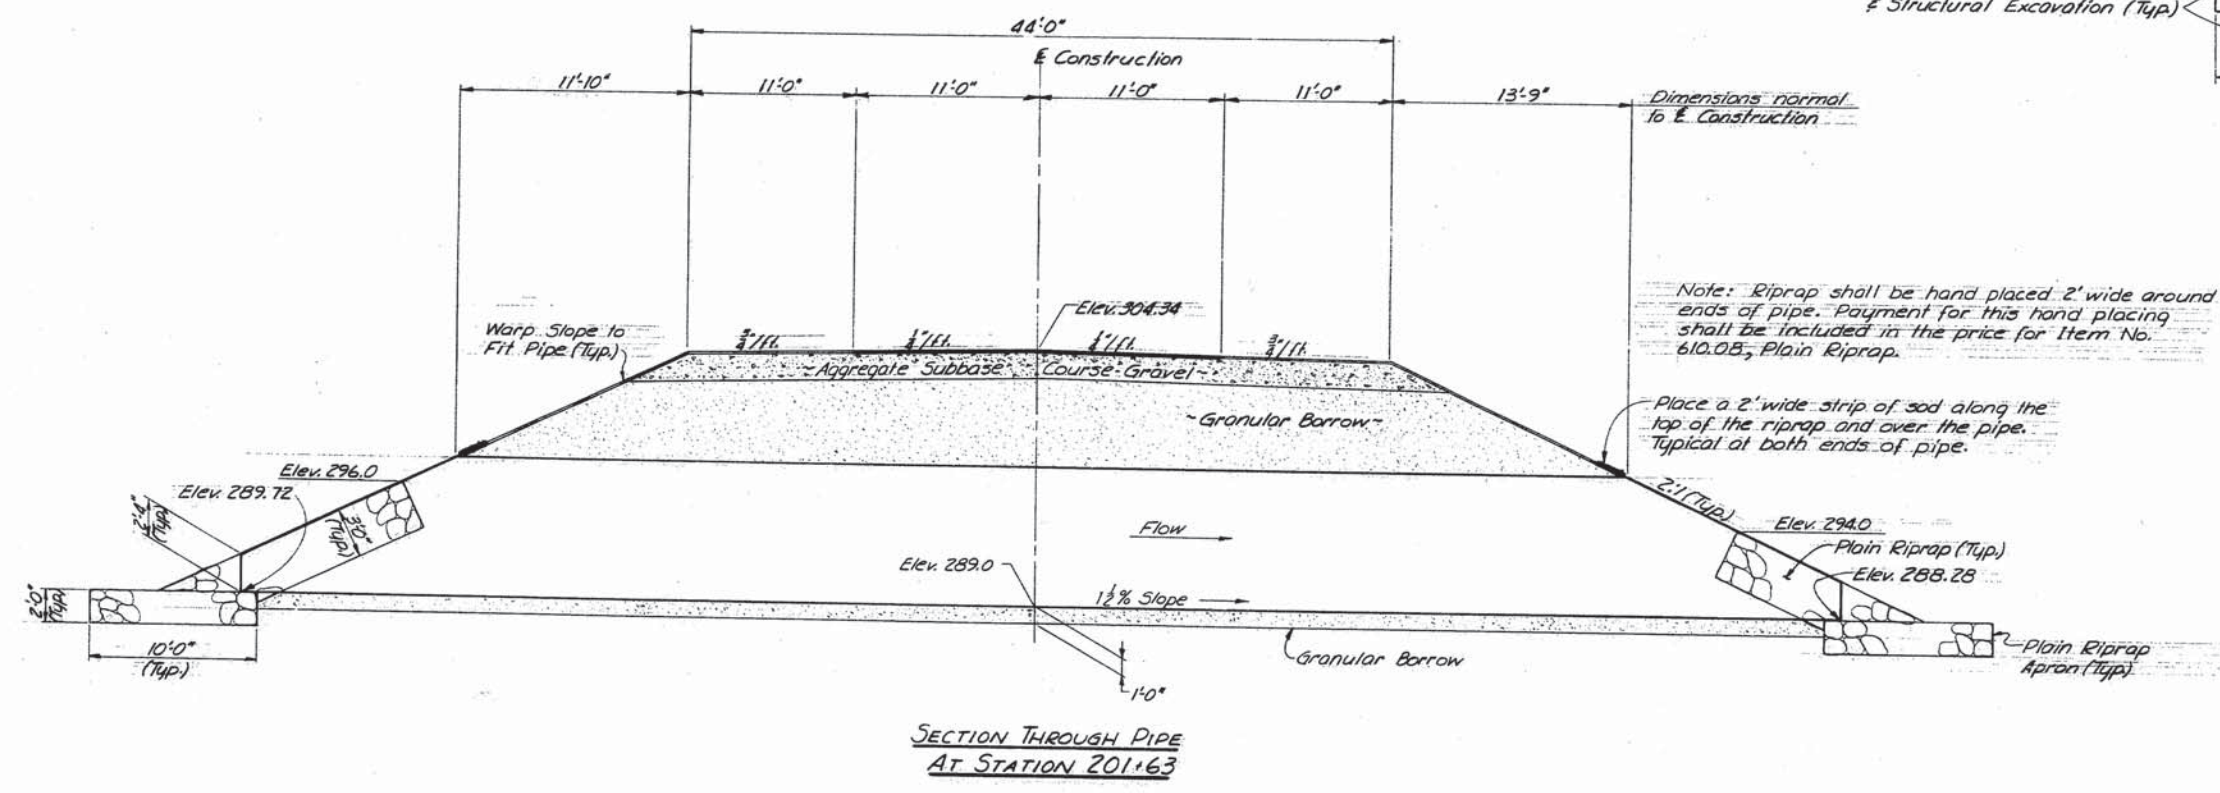 ℄ Structural Excavation (Typ.)
44'-0"
℄ Construction
11'-10"
11'-0"
11'-0"
11'-0"
11'-0"
13'-9"
Dimensions normal
to ℄ Construction
Elev. 304.34
Warp Slope to
Fit Pipe (Typ.)
3/4"/ft.
1/4"/ft.
1/4"/ft.
3/4"/ft.
~Aggregate Subbase Course-Gravel~
~Granular Borrow~
Note: Riprap shall be hand placed 2' wide around
ends of pipe. Payment for this hand placing
shall be included in the price for Item No.
610.08, Plain Riprap.
Place a 2' wide strip of sod along the
top of the riprap and over the pipe.
Typical at both ends of pipe.
Elev. 296.0
Elev. 289.72
2'-4"
(Typ.)
3'-0"
(Typ.)
2:1 (Typ.)
Elev. 294.0
Plain Riprap (Typ.)
Elev. 288.28
Flow
Elev. 289.0
1 1/2% Slope
2'-0"
(Typ.)
10'-0"
(Typ.)
Granular Borrow
1'-0"
Plain Riprap
Apron (Typ.)
SECTION THROUGH PIPE
AT STATION 201+63